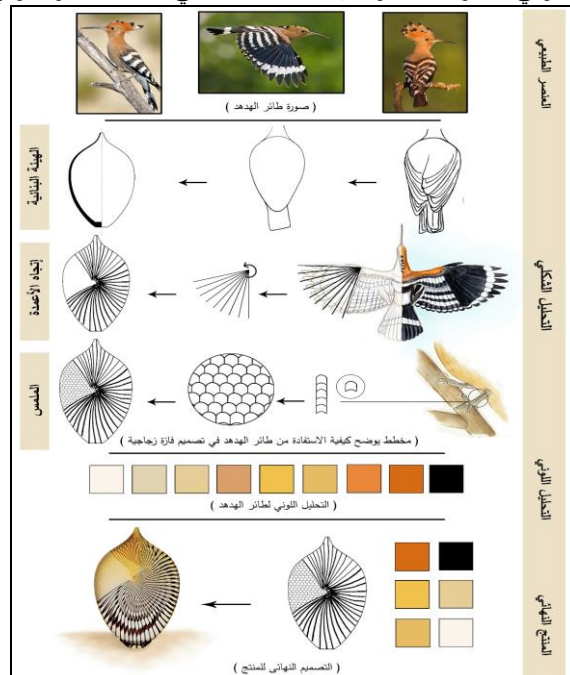 العنصر الطبيعي
( صورة طائر الهدهد )
التحليل الشكلي
الهيئة البنائية
إتجاه الأعمدة
الملمس
( مخطط يوضح كيفية الاستفادة من طائر الهدهد في تصميم فازة زجاجية )
التحليل اللوني
( التحليل اللوني لطائر الهدهد )
المنتج النهائي
( التصميم النهائى للمنتج )